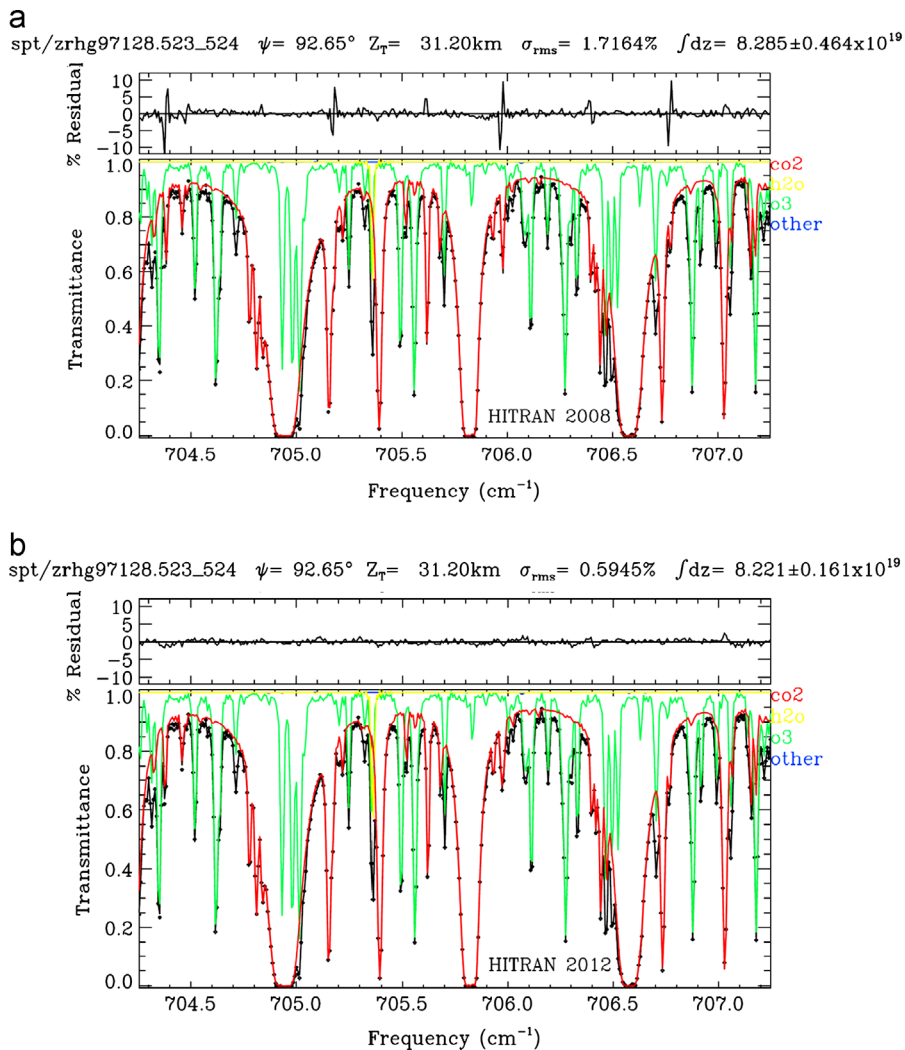 a
spt/zrhg97128.523_524 ψ= 92.65° Z_T= 31.20km σ_rms= 1.7164% ∫dz= 8.285±0.464x10^19
% Residual
10
5
0
-5
-10
Transmittance
1.0
0.8
0.6
0.4
0.2
0.0
co2
h2o
o3
other
HITRAN 2008
704.5 705.0 705.5 706.0 706.5 707.0
Frequency (cm⁻¹)
b
spt/zrhg97128.523_524 ψ= 92.65° Z_T= 31.20km σ_rms= 0.5945% ∫dz= 8.221±0.161x10^19
% Residual
10
5
0
-5
-10
Transmittance
1.0
0.8
0.6
0.4
0.2
0.0
co2
h2o
o3
other
HITRAN 2012
704.5 705.0 705.5 706.0 706.5 707.0
Frequency (cm⁻¹)